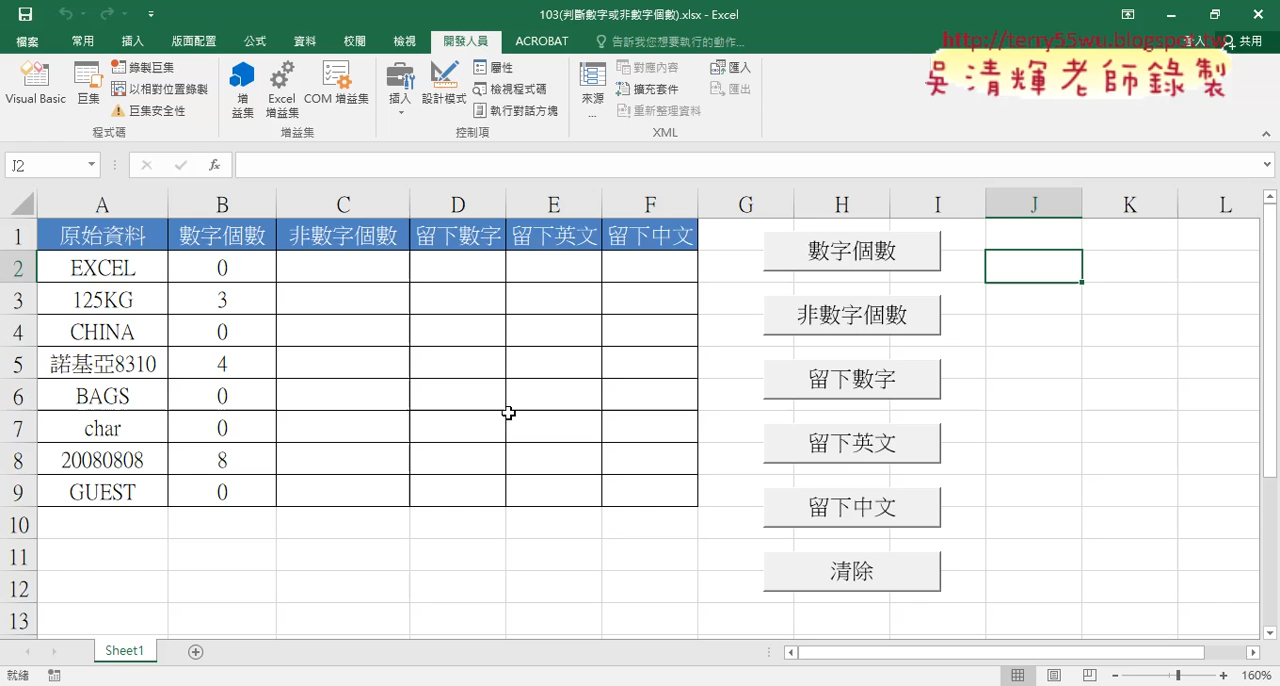 103(判斷數字或非數字個數).xlsx - Excel
檔案 常用 插入 版面配置 公式 資料 校閱 檢視 開發人員 ACROBAT 告訴我您想要執行的動作... 登入 共用
http://terry55wu.blogspot.tw
吳清輝老師錄製
Visual Basic 巨集 錄製巨集 以相對位置錄製 巨集安全性
程式碼
增益集 Excel 增益集 COM 增益集
增益集
插入 設計模式 屬性 檢視程式碼 執行對話方塊
控制項
來源... 對應內容 擴充套件 重新整理資料 匯入 匯出
XML
J2 fx
A B C D E F G H I J K L
1 原始資料 數字個數 非數字個數 留下數字 留下英文 留下中文
2 EXCEL 0
3 125KG 3
4 CHINA 0
5 諾基亞8310 4
6 BAGS 0
7 char 0
8 20080808 8
9 GUEST 0
10
11
12
13
數字個數
非數字個數
留下數字
留下英文
留下中文
清除
Sheet1
就緒 160%